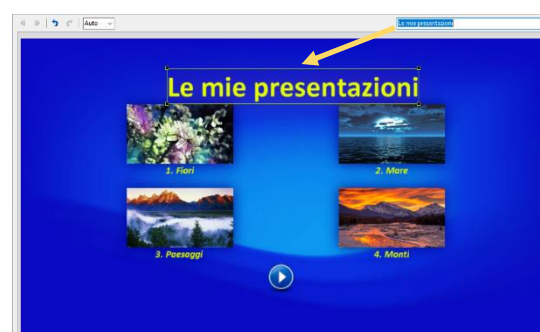 Auto
Le mie presentazioni
Le mie presentazioni
1. Fiori
2. Mare
3. Paesaggi
4. Monti